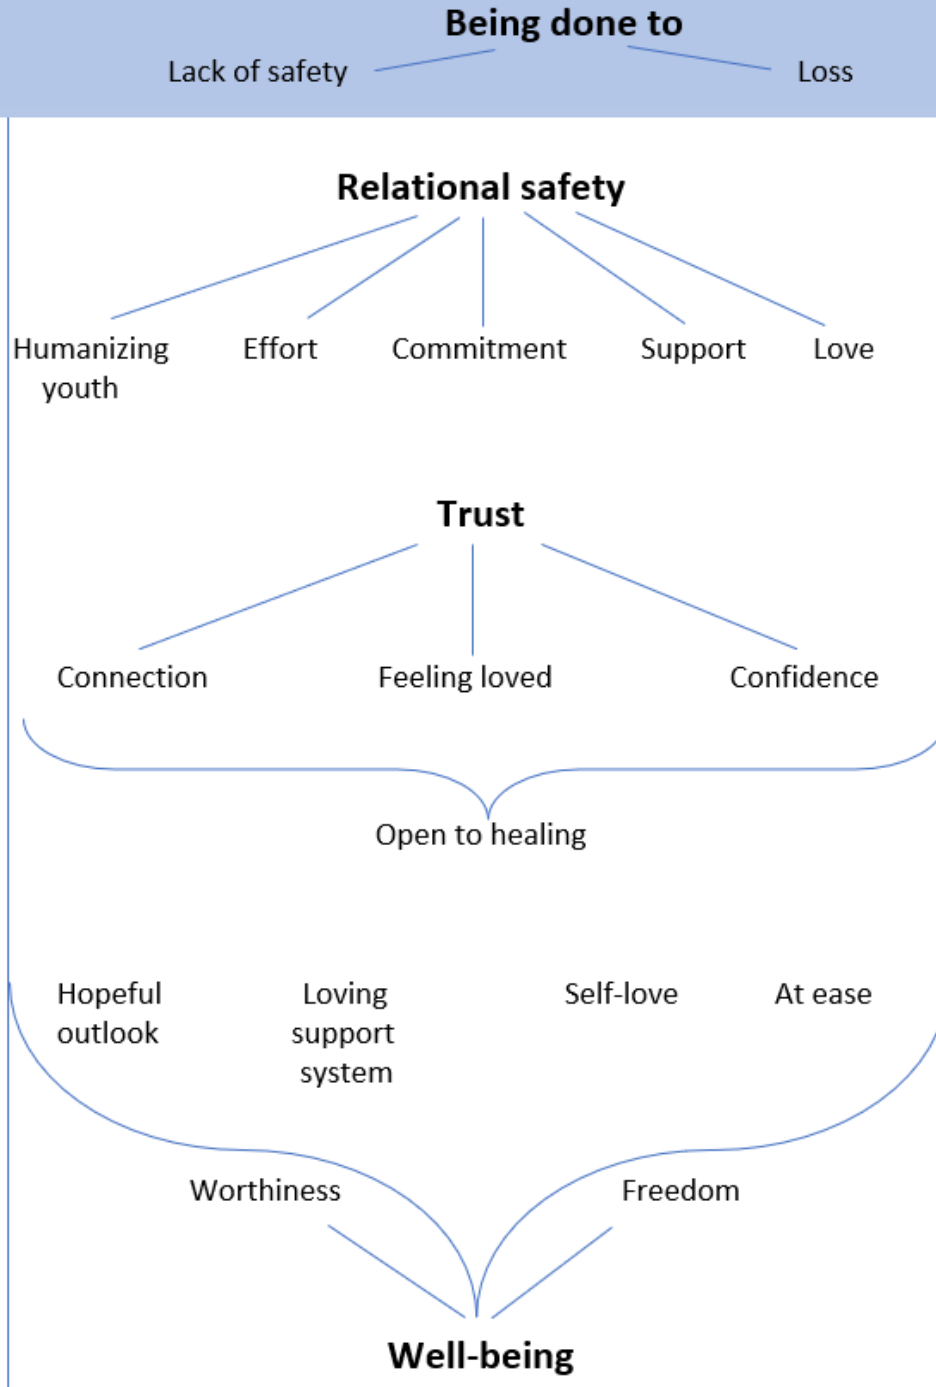 Being done to
Lack of safety
Loss
Relational safety
Humanizing
youth
Effort
Commitment
Support
Love
Trust
Connection
Feeling loved
Confidence
Open to healing
Hopeful
outlook
Loving
support
system
Self-love
At ease
Worthiness
Freedom
Well-being